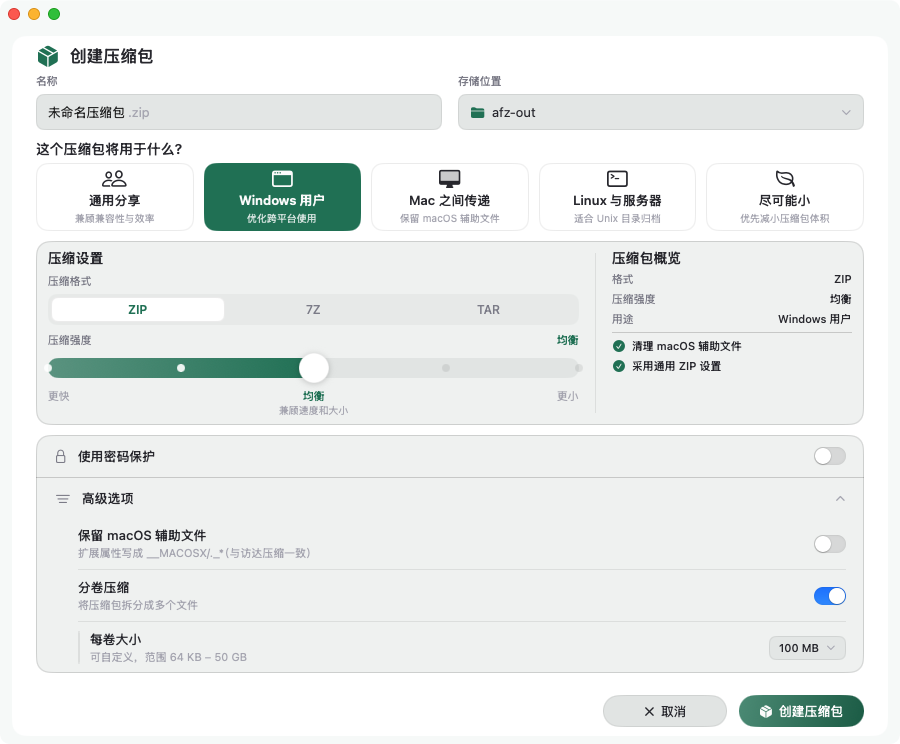 创建压缩包
名称
未命名压缩包 .zip
存储位置
afz-out
这个压缩包将用于什么?
通用分享
兼顾兼容性与效率
Windows 用户
优化跨平台使用
Mac 之间传递
保留 macOS 辅助文件
Linux 与服务器
适合 Unix 目录归档
尽可能小
优先减小压缩包体积
压缩设置
压缩格式
ZIP
7Z
TAR
压缩强度
均衡
更快
均衡
兼顾速度和大小
更小
压缩包概览
格式
ZIP
压缩强度
均衡
用途
Windows 用户
清理 macOS 辅助文件
采用通用 ZIP 设置
使用密码保护
高级选项
保留 macOS 辅助文件
扩展属性写成 __MACOSX/._*(与访达压缩一致)
分卷压缩
将压缩包拆分成多个文件
每卷大小
可自定义，范围 64 KB – 50 GB
100 MB
取消
创建压缩包